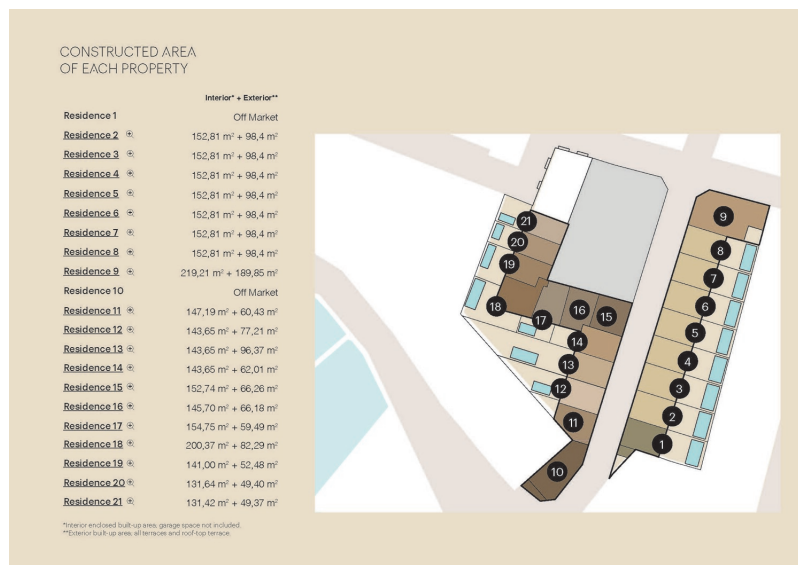 CONSTRUCTED AREA
OF EACH PROPERTY
Interior* + Exterior**
Residence 1 Off Market
Residence 2 152,81 m² + 98,4 m²
Residence 3 152,81 m² + 98,4 m²
Residence 4 152,81 m² + 98,4 m²
Residence 5 152,81 m² + 98,4 m²
Residence 6 152,81 m² + 98,4 m²
Residence 7 152,81 m² + 98,4 m²
Residence 8 152,81 m² + 98,4 m²
Residence 9 219,21 m² + 189,85 m²
Residence 10 Off Market
Residence 11 147,19 m² + 60,43 m²
Residence 12 143,65 m² + 77,21 m²
Residence 13 143,65 m² + 96,37 m²
Residence 14 143,65 m² + 62,01 m²
Residence 15 152,74 m² + 66,26 m²
Residence 16 145,70 m² + 66,18 m²
Residence 17 154,75 m² + 59,49 m²
Residence 18 200,37 m² + 82,29 m²
Residence 19 141,00 m² + 52,48 m²
Residence 20 131,64 m² + 49,40 m²
Residence 21 131,42 m² + 49,37 m²
*Interior enclosed built-up area; garage space not included.
**Exterior built-up area; all terraces and roof-top terrace.
21
20
19
18
17
16
15
14
13
12
11
10
9
8
7
6
5
4
3
2
1